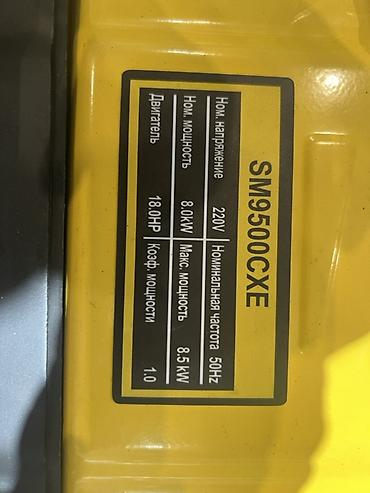 SM9500CXE
Ном. напряжение 220V Номинальная частота 50Hz
Ном. мощность 8.0kW Макс. мощность 8.5 kW
Двигатель 18.0HP Коэф. мощности 1.0